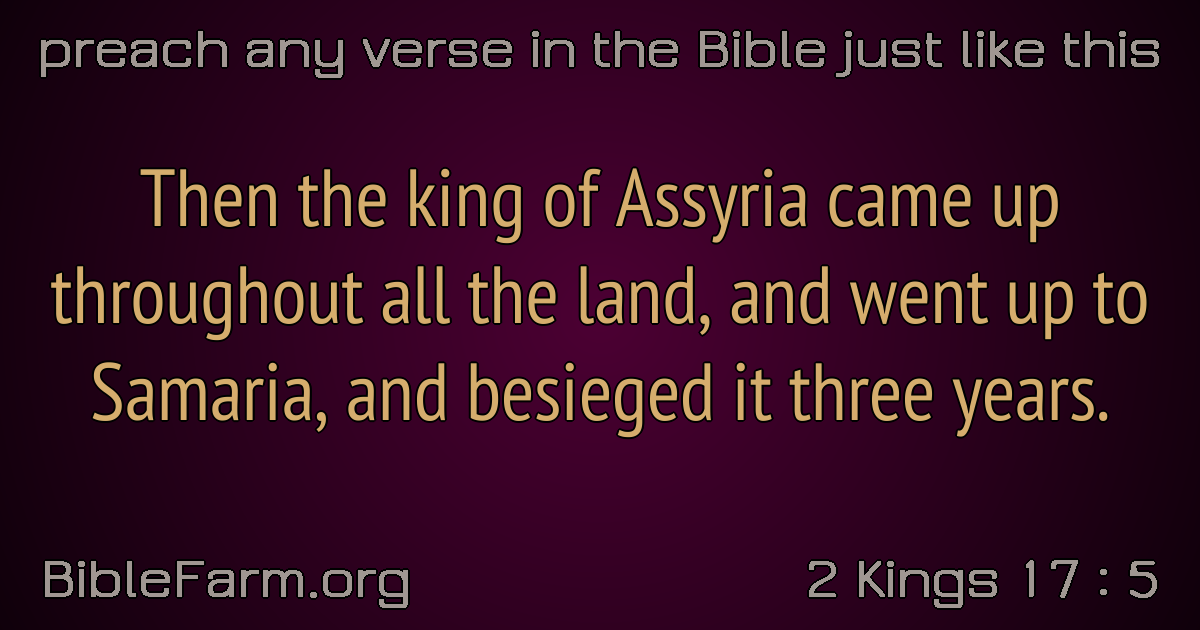 preach any verse in the Bible just like this
Then the king of Assyria came up
throughout all the land, and went up to
Samaria, and besieged it three years.
BibleFarm.org
2 Kings 17 : 5